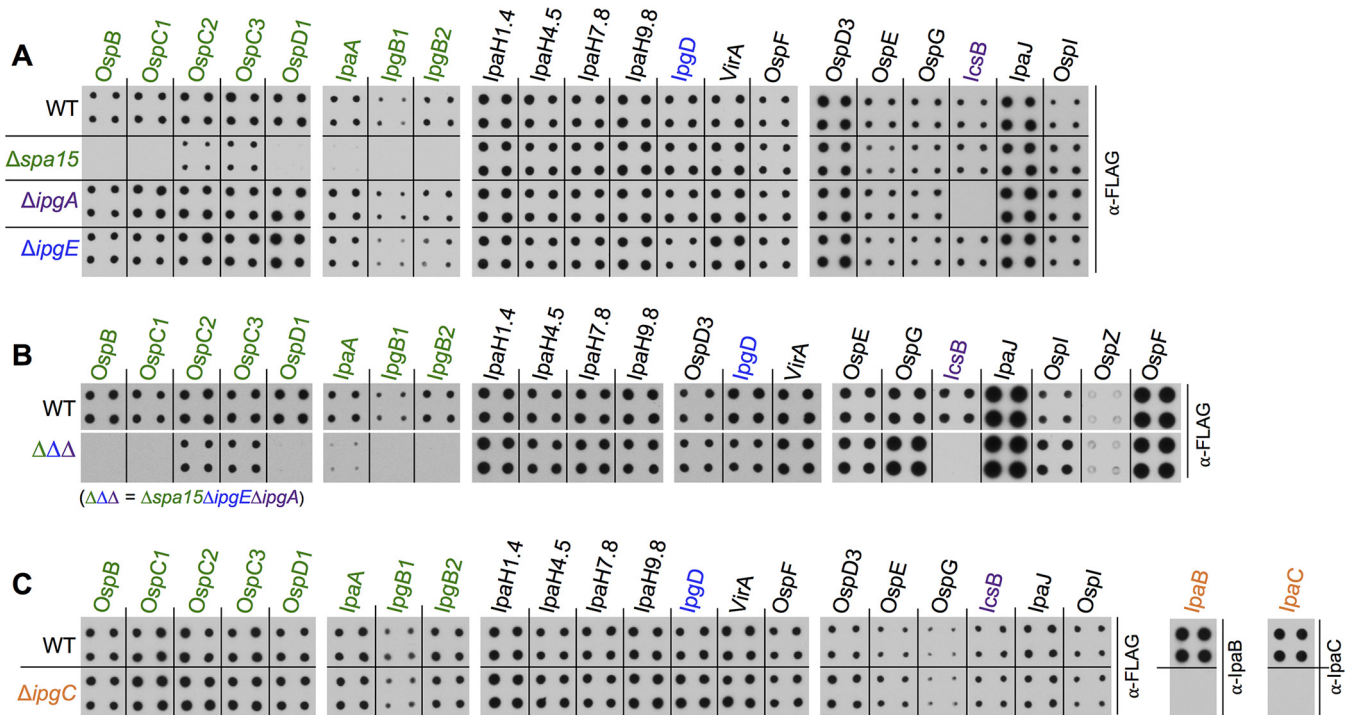 A
OspB OspC1 OspC2 OspC3 OspD1 IpaA IpgB1 IpgB2 IpaH1.4 IpaH4.5 IpaH7.8 IpaH9.8 IpgD VirA OspF OspD3 OspE OspG IcsB IpaJ OspI
WT
Δspa15
ΔipgA
ΔipgE
α-FLAG
B
OspB OspC1 OspC2 OspC3 OspD1 IpaA IpgB1 IpgB2 IpaH1.4 IpaH4.5 IpaH7.8 IpaH9.8 OspD3 IpgD VirA OspE OspG IcsB IpaJ OspI OspZ OspF
WT
ΔΔΔ
α-FLAG
(ΔΔΔ = Δspa15ΔipgEΔipgA)
C
OspB OspC1 OspC2 OspC3 OspD1 IpaA IpgB1 IpgB2 IpaH1.4 IpaH4.5 IpaH7.8 IpaH9.8 IpgD VirA OspF OspD3 OspE OspG IcsB IpaJ OspI IpaB IpaC
WT
ΔipgC
α-FLAG
α-IpaB
α-IpaC